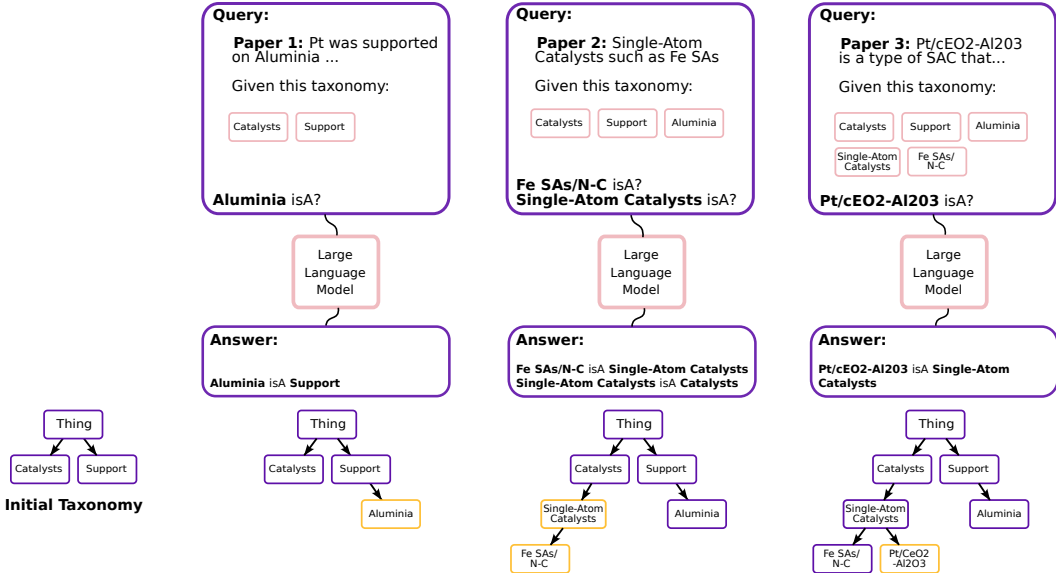 Query:
Paper 1: Pt was supported
on Aluminia ...
Given this taxonomy:
Catalysts
Support
Aluminia isA?
Large
Language
Model
Answer:
Aluminia isA Support
Query:
Paper 2: Single-Atom
Catalysts such as Fe SAs
Given this taxonomy:
Catalysts
Support
Aluminia
Fe SAs/N-C isA?
Single-Atom Catalysts isA?
Large
Language
Model
Answer:
Fe SAs/N-C isA Single-Atom Catalysts
Single-Atom Catalysts isA Catalysts
Query:
Paper 3: Pt/cEO2-Al203
is a type of SAC that...
Given this taxonomy:
Catalysts
Support
Aluminia
Single-Atom
Catalysts
Fe SAs/
N-C
Pt/cEO2-Al203 isA?
Large
Language
Model
Answer:
Pt/cEO2-Al203 isA Single-Atom
Catalysts
Thing
Catalysts
Support
Initial Taxonomy
Thing
Catalysts
Support
Aluminia
Thing
Catalysts
Support
Single-Atom
Catalysts
Aluminia
Fe SAs/
N-C
Thing
Catalysts
Support
Single-Atom
Catalysts
Aluminia
Fe SAs/
N-C
Pt/CeO2
-Al2O3